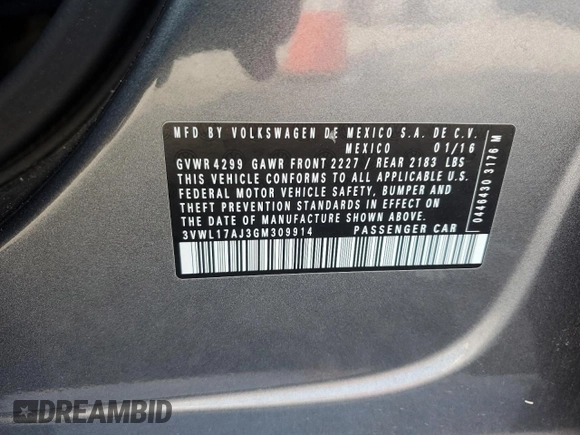 MFD BY VOLKSWAGEN DE MEXICO S.A. DE C.V.
MEXICO 01/16
GVWR 4299 GAWR FRONT 2227 / REAR 2183 LBS
THIS VEHICLE CONFORMS TO ALL APPLICABLE U.S.
FEDERAL MOTOR VEHICLE SAFETY, BUMPER AND
THEFT PREVENTION STANDARDS IN EFFECT ON
THE DATE OF MANUFACTURE SHOWN ABOVE.
3VWL17AJ3GM309914 PASSENGER CAR
0446430 3176 M
DREAMBID